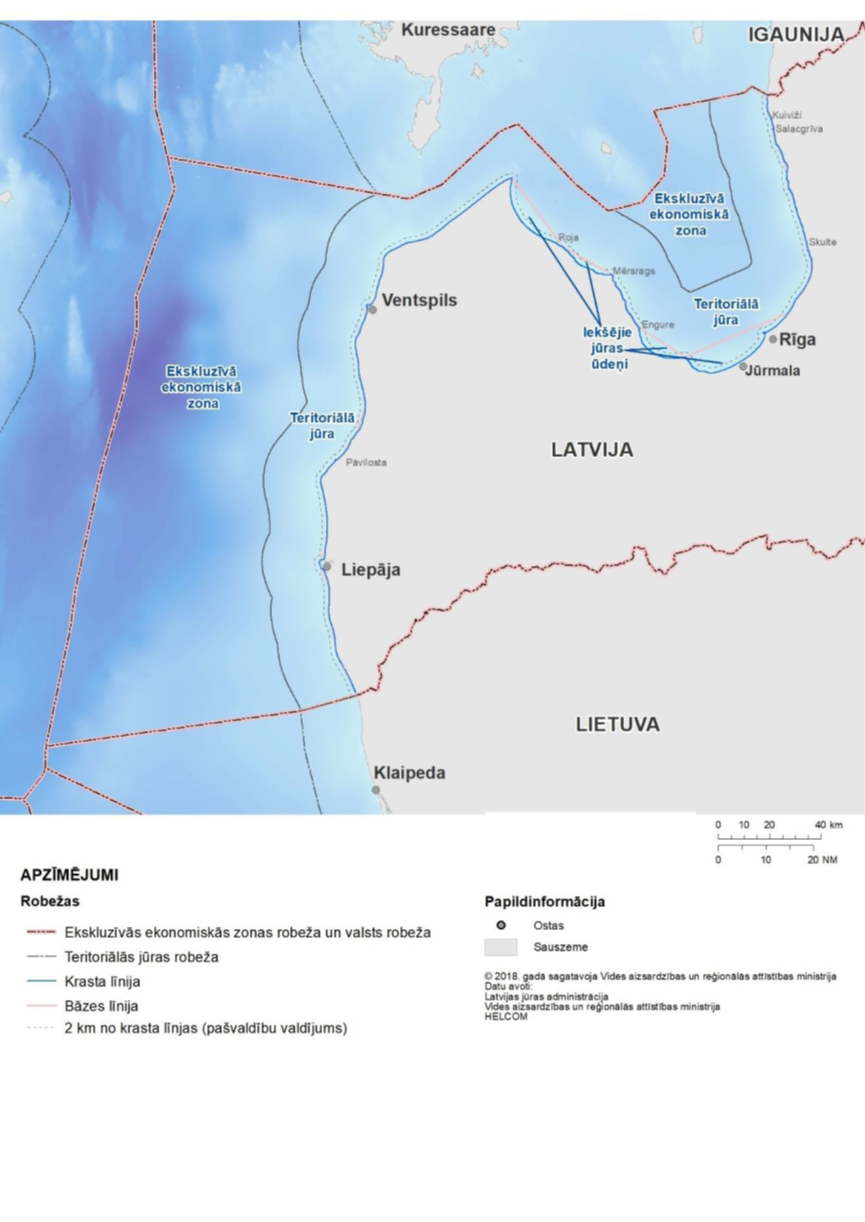 Kuressaare
IGAUNIJA
Kuiviži
Salacgrīva
Ekskluzīvā
ekonomiskā
zona
Roja
Skulte
Mērsrags
Ventspils
Teritoriālā
jūra
Engure
Iekšējie
jūras
ūdeņi
Rīga
Jūrmala
Ekskluzīvā
ekonomiskā
zona
Teritoriālā
jūra
LATVIJA
Pāvilosta
Liepāja
LIETUVA
Klaipeda
0 10 20 40 km
0 10 20 NM
APZĪMĒJUMI
Robežas
Ekskluzīvās ekonomiskās zonas robeža un valsts robeža
Teritoriālās jūras robeža
Krasta līnija
Bāzes līnija
2 km no krasta līnjas (pašvaldību valdījums)
Papildinformācija
Ostas
Sauszeme
© 2018. gadā sagatavoja Vides aizsardzības un reģionālās attīstības ministrija
Datu avoti:
Latvijas jūras administrācija
Vides aizsardzības un reģionālās attīstības ministrija
HELCOM